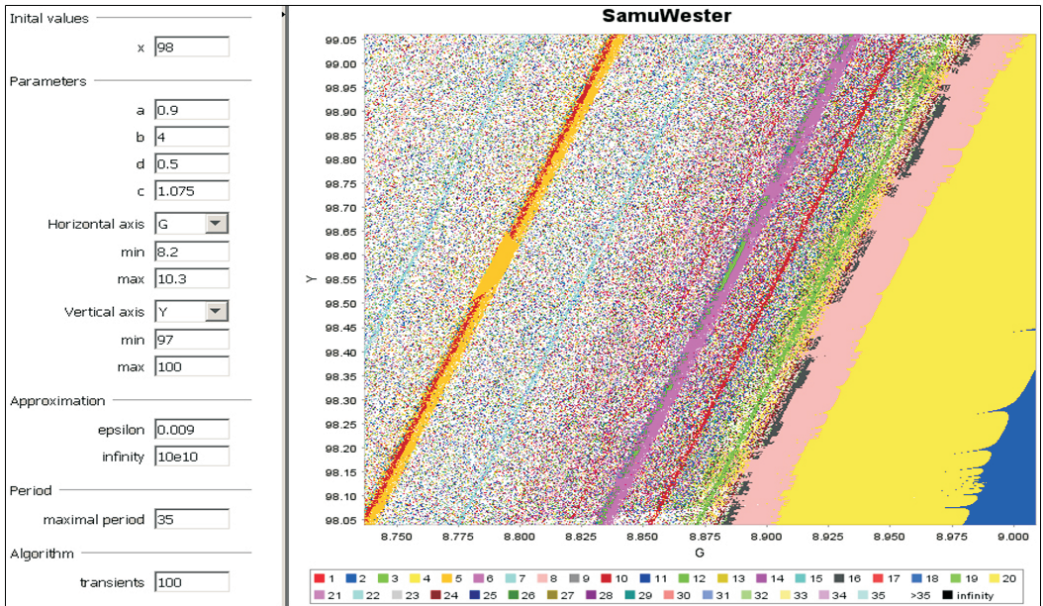 Inital values
x 98
Parameters
a 0.9
b 4
d 0.5
c 1.075
Horizontal axis G
min 8.2
max 10.3
Vertical axis Y
min 97
max 100
Approximation
epsilon 0.009
infinity 10e10
Period
maximal period 35
Algorithm
transients 100
SamuWester
Y
99.05
99.00
98.95
98.90
98.85
98.80
98.75
98.70
98.65
98.60
98.55
98.50
98.45
98.40
98.35
98.30
98.25
98.20
98.15
98.10
98.05
8.750 8.775 8.800 8.825 8.850 8.875 8.900 8.925 8.950 8.975 9.000
G
1 2 3 4 5 6 7 8 9 10 11 12 13 14 15 16 17 18 19 20
21 22 23 24 25 26 27 28 29 30 31 32 33 34 35 >35 infinity